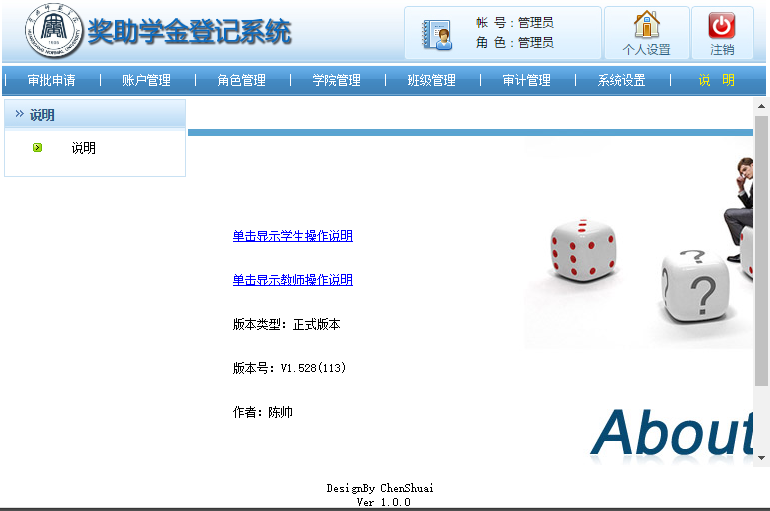 奖助学金登记系统
帐 号：管理员
角 色：管理员
个人设置
注销
审批申请
账户管理
角色管理
学院管理
班级管理
审计管理
系统设置
说 明
说明
说明
单击显示学生操作说明
单击显示教师操作说明
版本类型：正式版本
版本号：V1.528(113)
作者：陈帅
? ?
About
DesignBy ChenShuai
Ver 1.0.0